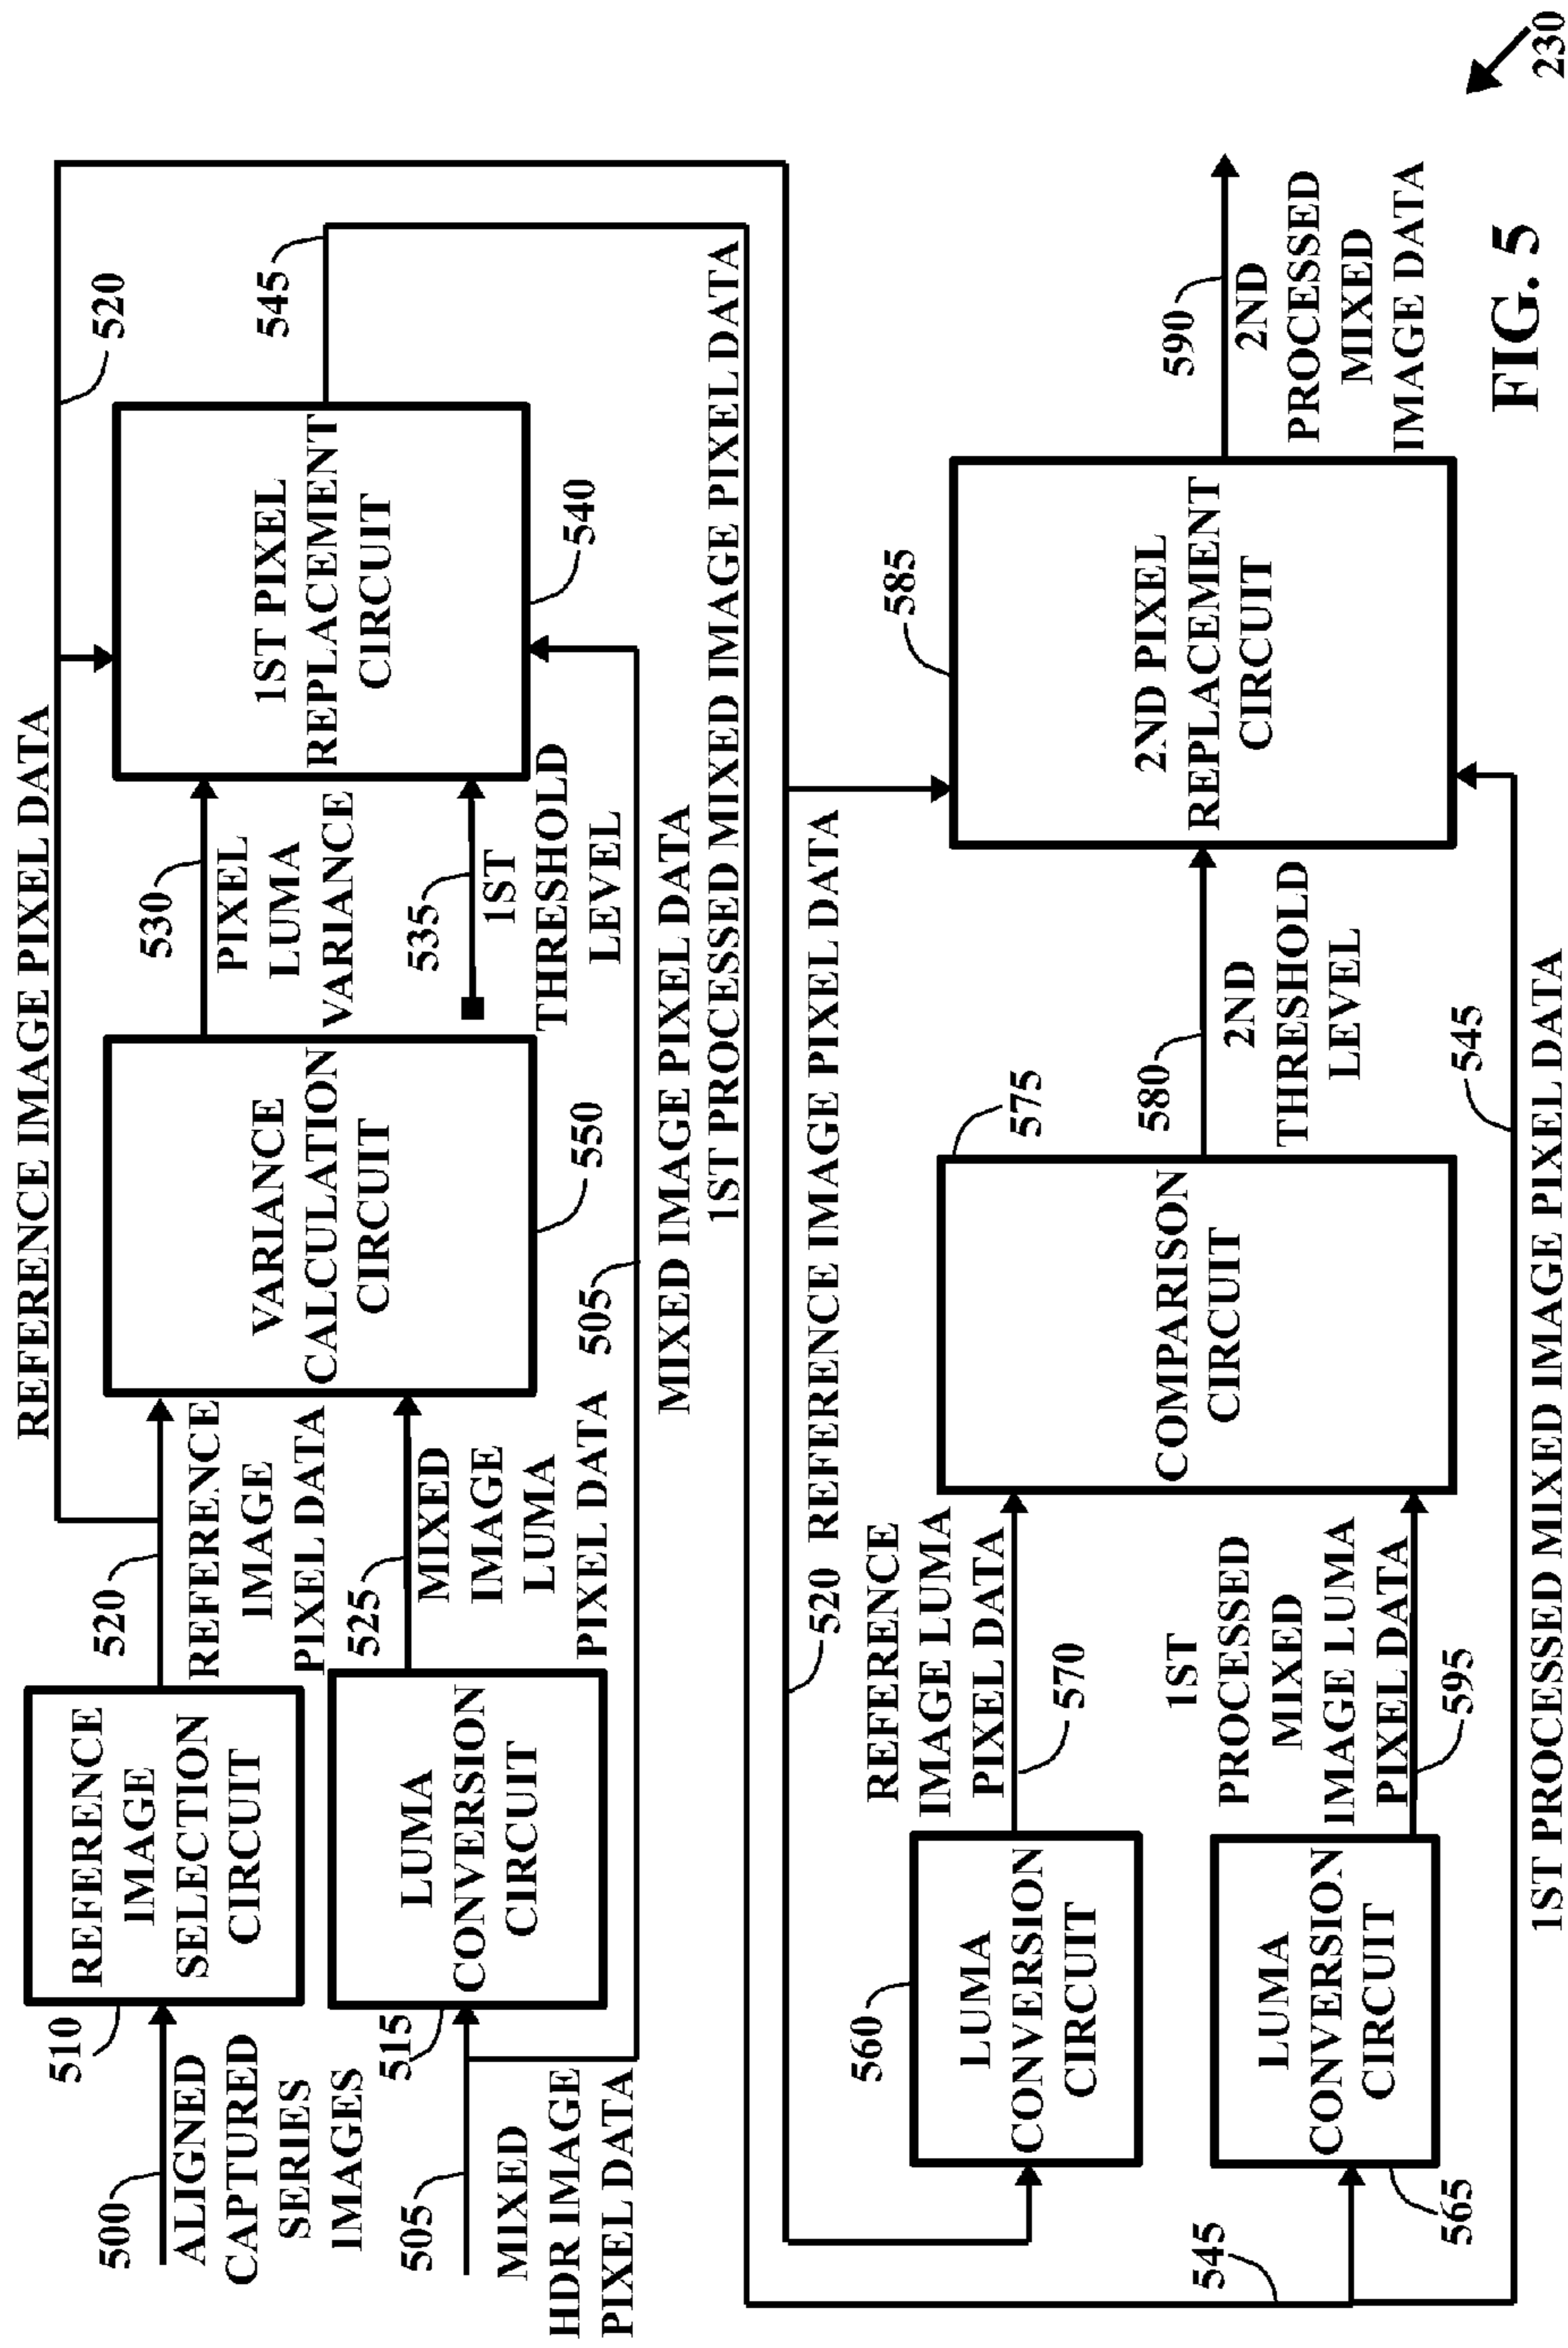 REFERENCE IMAGE PIXEL DATA
520
500
ALIGNED
CAPTURED
SERIES
IMAGES
510
REFERENCE
IMAGE
SELECTION
CIRCUIT
520
REFERENCE
IMAGE
PIXEL DATA
VARIANCE
CALCULATION
CIRCUIT
550
530
PIXEL
LUMA
VARIANCE
535
1ST
THRESHOLD
LEVEL
1ST PIXEL
REPLACEMENT
CIRCUIT
540
545
505
MIXED
HDR IMAGE
PIXEL DATA
515
LUMA
CONVERSION
CIRCUIT
525
MIXED
IMAGE
LUMA
PIXEL DATA
505
MIXED IMAGE PIXEL DATA
1ST PROCESSED MIXED IMAGE PIXEL DATA
520 REFERENCE IMAGE PIXEL DATA
560
LUMA
CONVERSION
CIRCUIT
REFERENCE
IMAGE LUMA
PIXEL DATA
570
575
COMPARISON
CIRCUIT
580
2ND
THRESHOLD
LEVEL
585
2ND PIXEL
REPLACEMENT
CIRCUIT
590
2ND
PROCESSED
MIXED
IMAGE DATA
545
565
LUMA
CONVERSION
CIRCUIT
1ST
PROCESSED
MIXED
IMAGE LUMA
PIXEL DATA
595
545
1ST PROCESSED MIXED IMAGE PIXEL DATA
FIG. 5
230